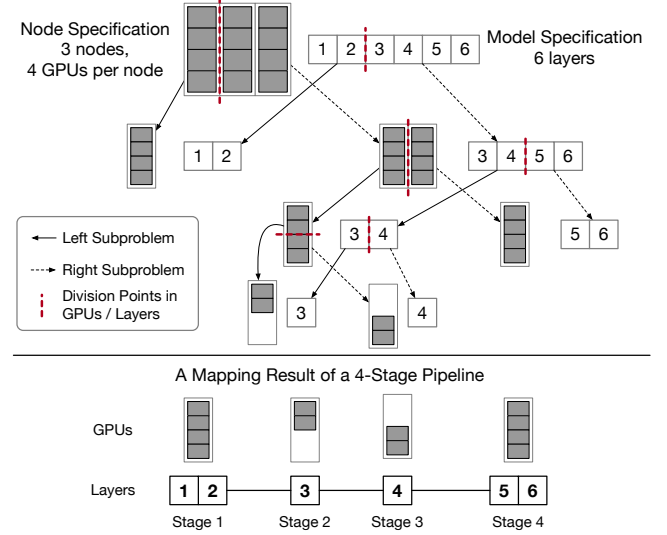 Node Specification
3 nodes,
4 GPUs per node
1 2 3 4 5 6
Model Specification
6 layers
1 2
3 4 5 6
3 4
5 6
3
4
Left Subproblem
Right Subproblem
Division Points in
GPUs / Layers
A Mapping Result of a 4-Stage Pipeline
GPUs
Layers
1 2 3 4 5 6
Stage 1 Stage 2 Stage 3 Stage 4